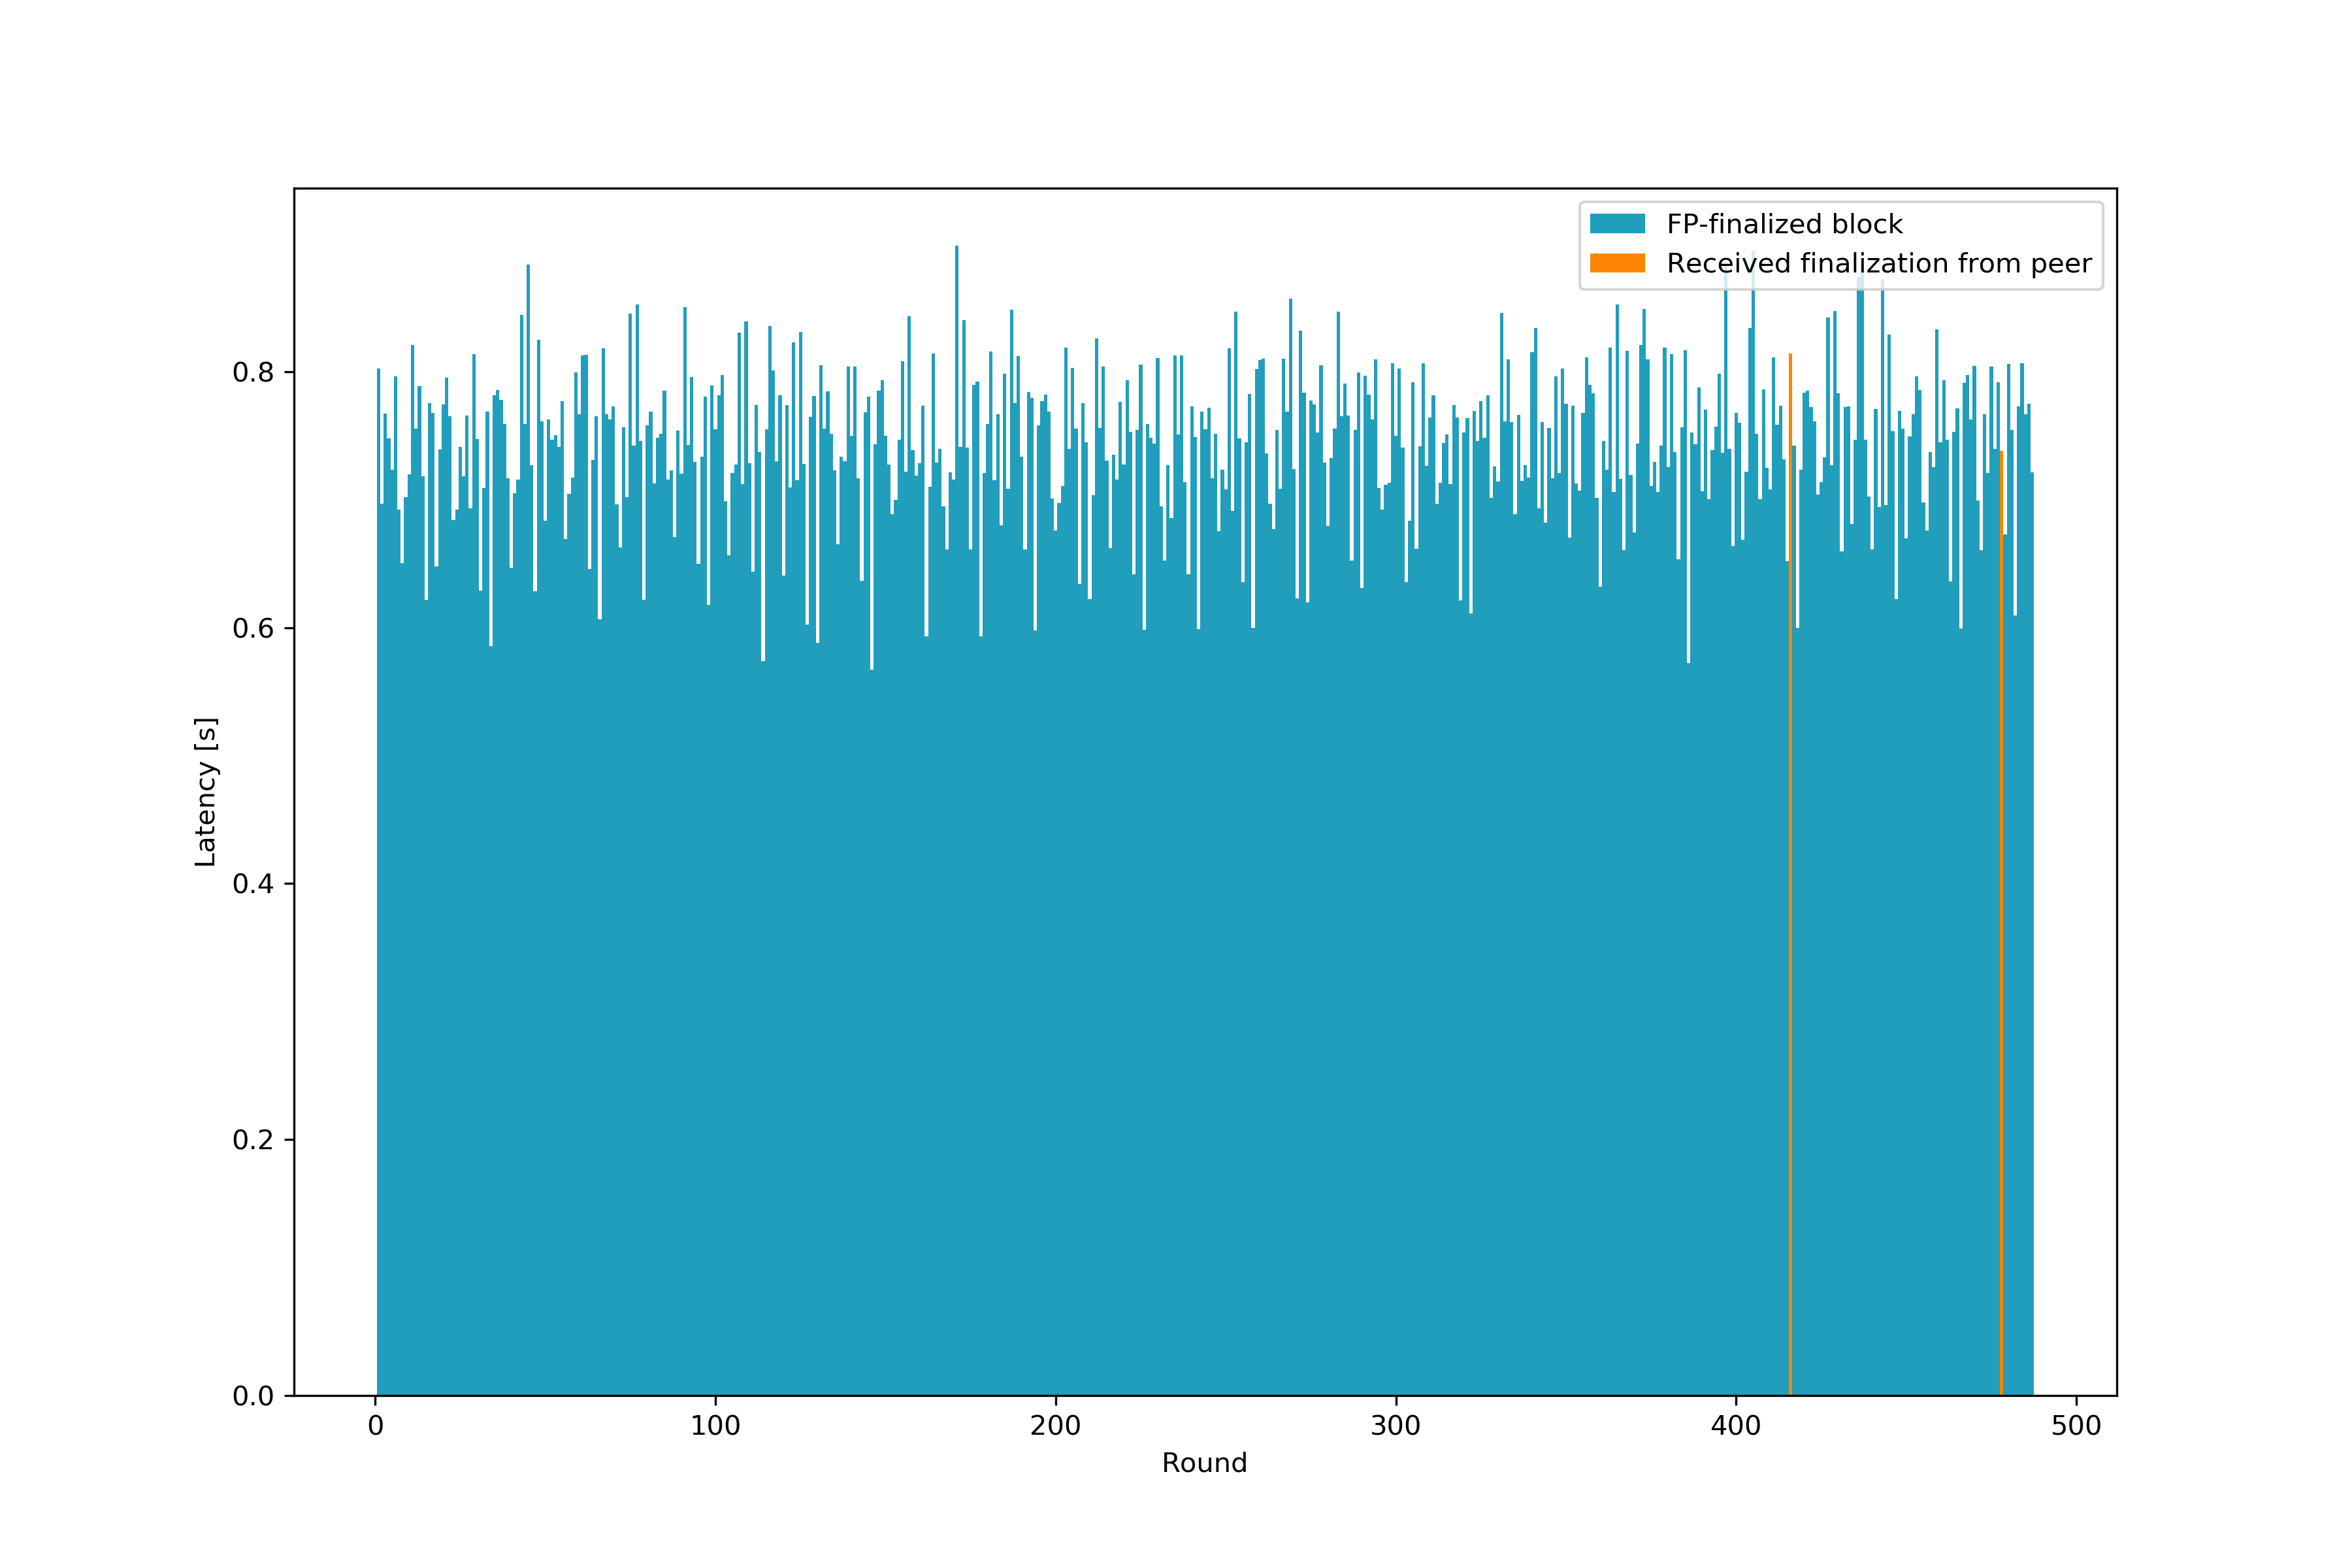 FP-finalized block
Received finalization from peer
0.8
0.6
0.4
0.2
0.0
Latency [s]
0 100 200 300 400 500
Round